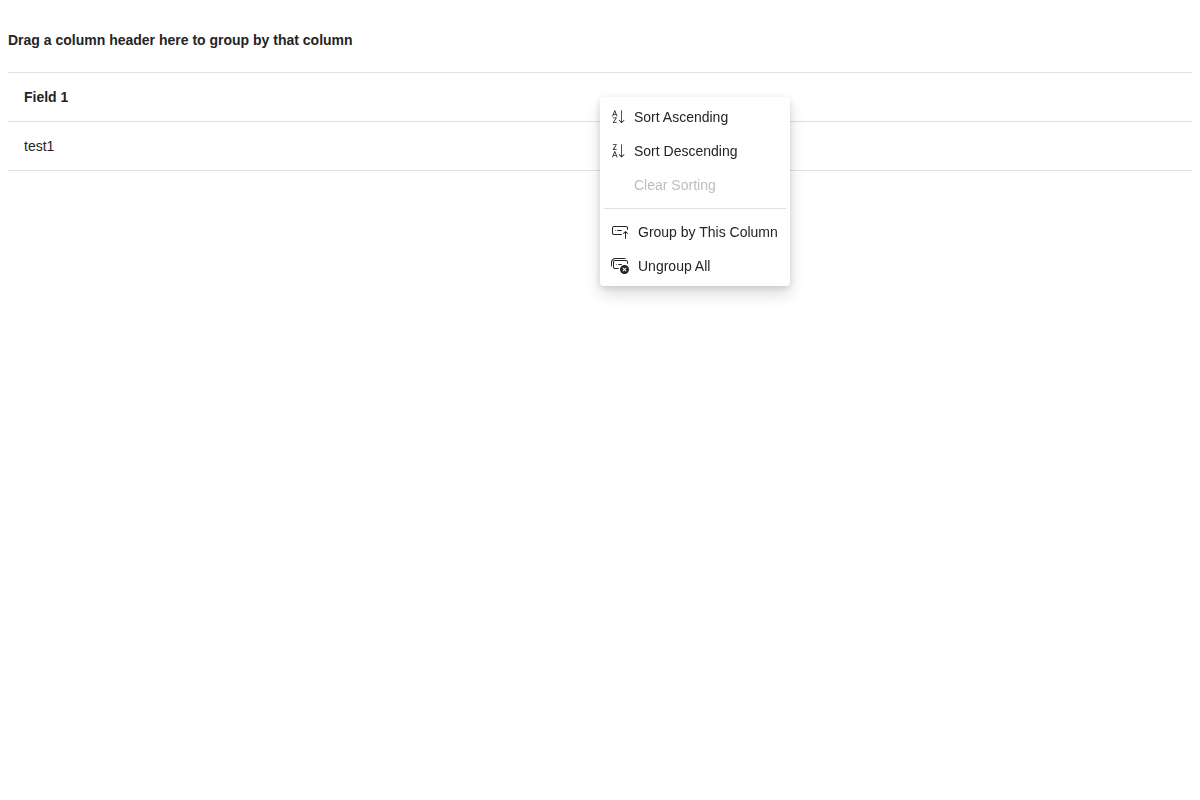 Drag a column header here to group by that column
Field 1
test1
Sort Ascending
Sort Descending
Clear Sorting
Group by This Column
Ungroup All